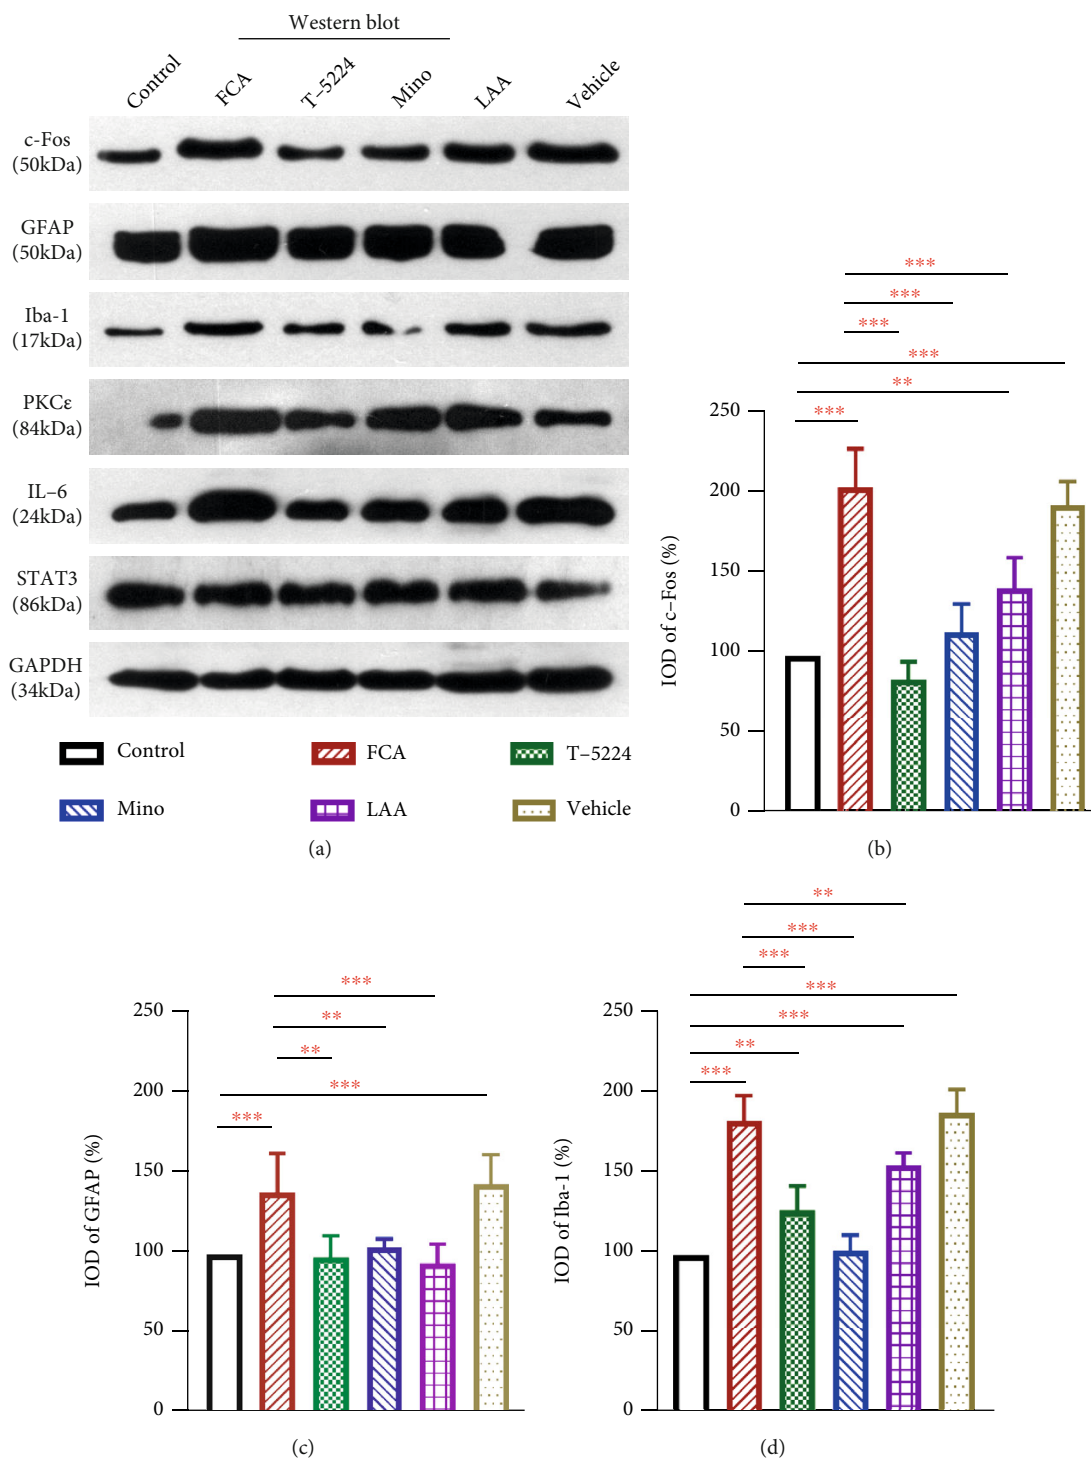 Western blot
Control FCA T-5224 Mino LAA Vehicle
c-Fos
(50kDa)
GFAP
(50kDa)
Iba-1
(17kDa)
PKCε
(84kDa)
IL-6
(24kDa)
STAT3
(86kDa)
GAPDH
(34kDa)
Control FCA T-5224
Mino LAA Vehicle
(a)
***
***
***
***
**
***
250
200
150
100
50
0
IOD of c-Fos (%)
(b)
***
**
**
***
***
250
200
150
100
50
0
IOD of GFAP (%)
(c)
**
***
***
***
***
**
***
250
200
150
100
50
0
IOD of Iba-1 (%)
(d)